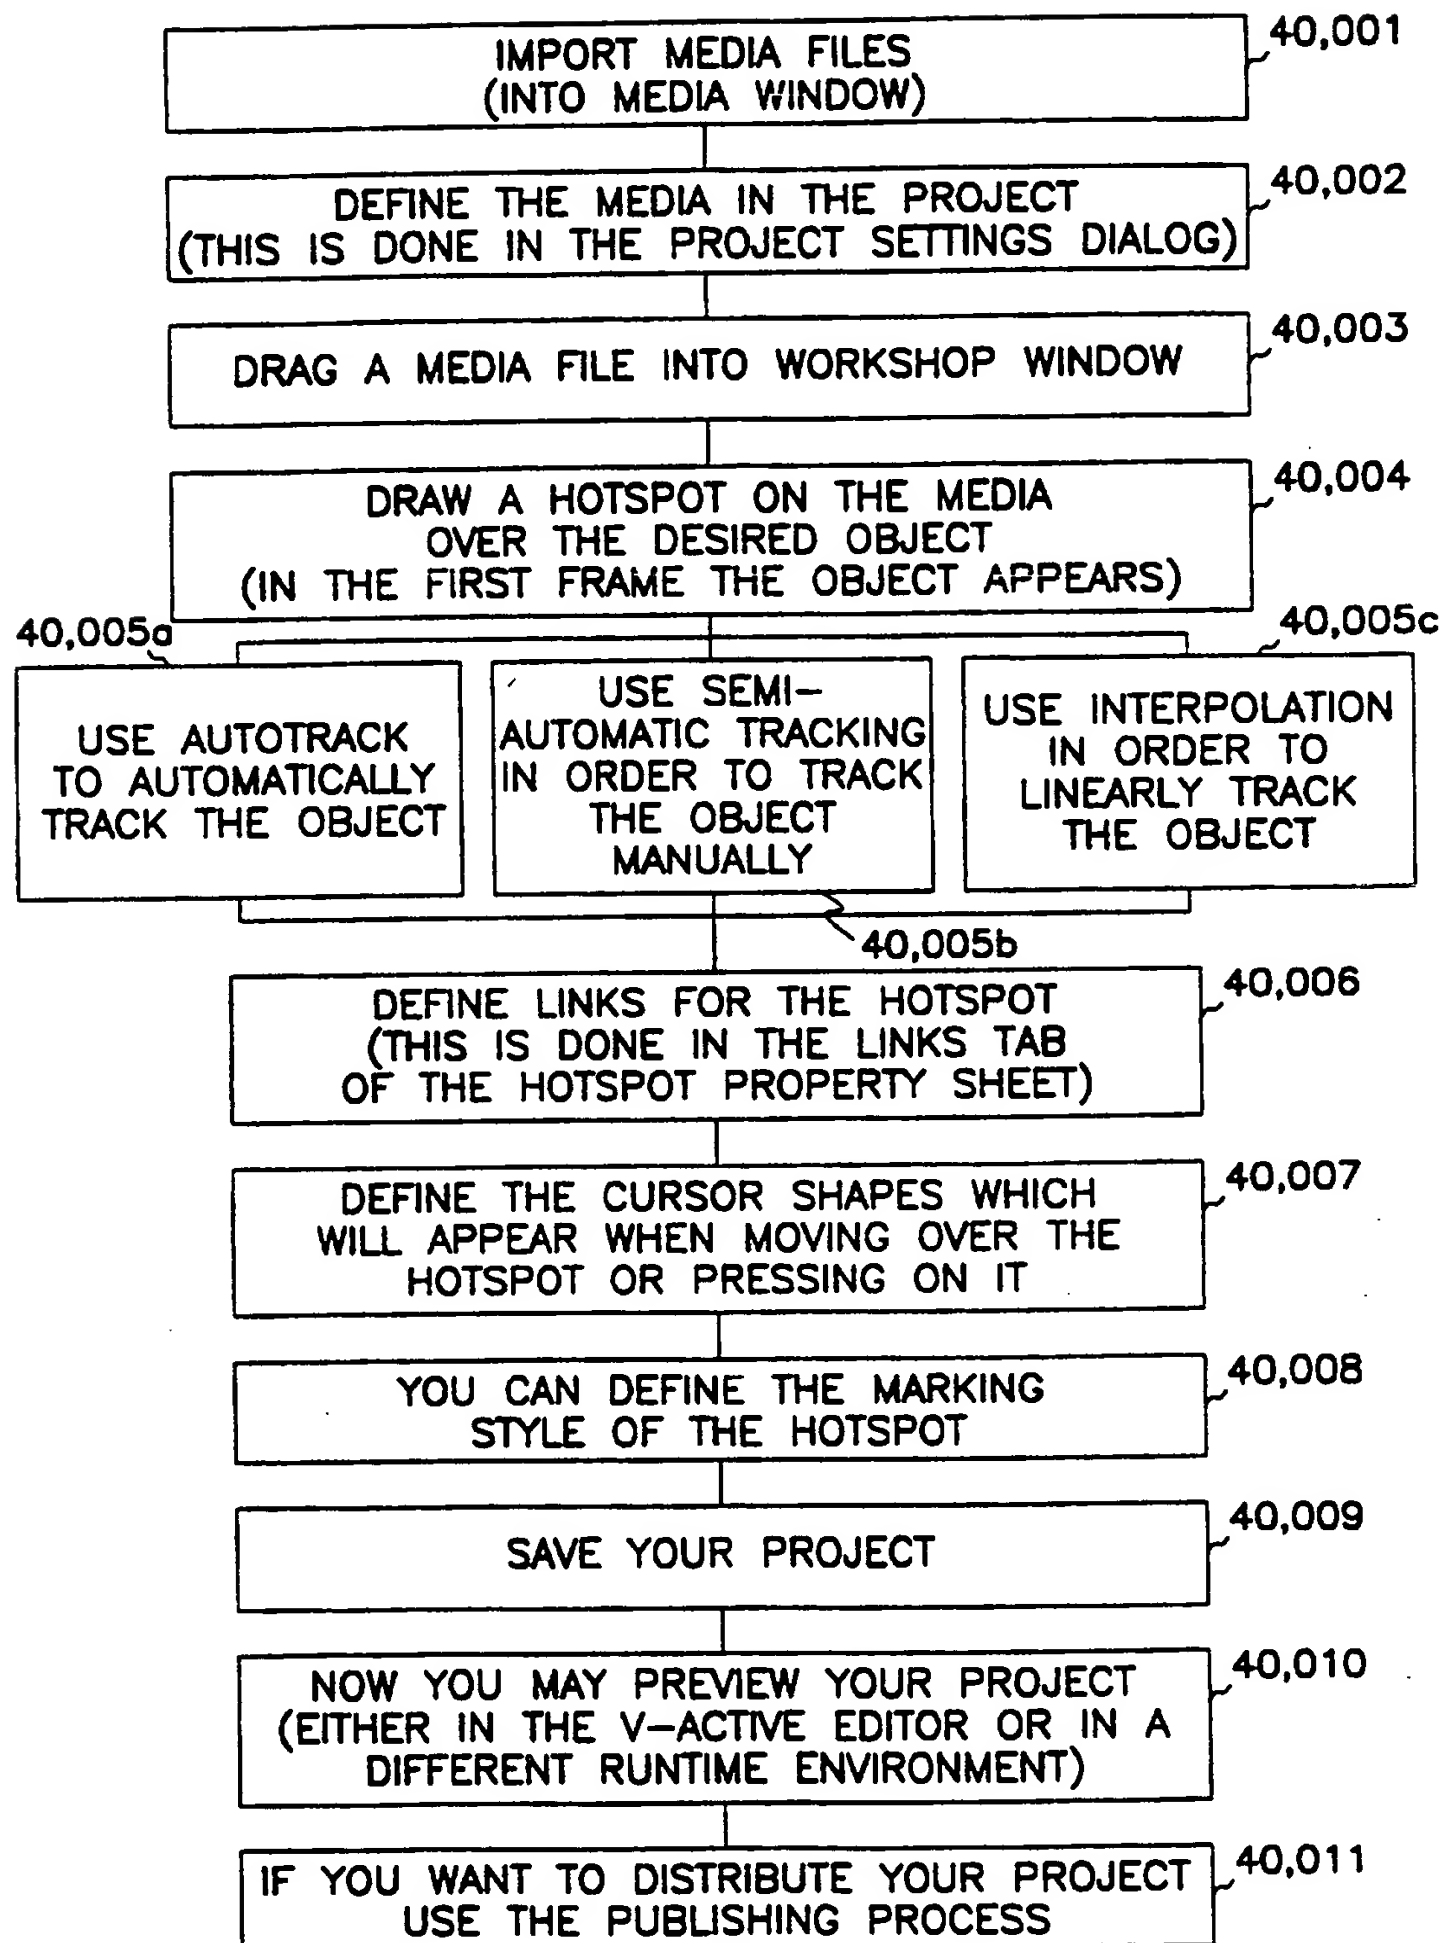 IMPORT MEDIA FILES
(INTO MEDIA WINDOW)
40,001
DEFINE THE MEDIA IN THE PROJECT
(THIS IS DONE IN THE PROJECT SETTINGS DIALOG)
40,002
DRAG A MEDIA FILE INTO WORKSHOP WINDOW
40,003
DRAW A HOTSPOT ON THE MEDIA
OVER THE DESIRED OBJECT
(IN THE FIRST FRAME THE OBJECT APPEARS)
40,004
40,005a
USE AUTOTRACK
TO AUTOMATICALLY
TRACK THE OBJECT
USE SEMI-
AUTOMATIC TRACKING
IN ORDER TO TRACK
THE OBJECT
MANUALLY
40,005b
40,005c
USE INTERPOLATION
IN ORDER TO
LINEARLY TRACK
THE OBJECT
DEFINE LINKS FOR THE HOTSPOT
(THIS IS DONE IN THE LINKS TAB
OF THE HOTSPOT PROPERTY SHEET)
40,006
DEFINE THE CURSOR SHAPES WHICH
WILL APPEAR WHEN MOVING OVER THE
HOTSPOT OR PRESSING ON IT
40,007
YOU CAN DEFINE THE MARKING
STYLE OF THE HOTSPOT
40,008
SAVE YOUR PROJECT
40,009
NOW YOU MAY PREVIEW YOUR PROJECT
(EITHER IN THE V-ACTIVE EDITOR OR IN A
DIFFERENT RUNTIME ENVIRONMENT)
40,010
IF YOU WANT TO DISTRIBUTE YOUR PROJECT
USE THE PUBLISHING PROCESS
40,011